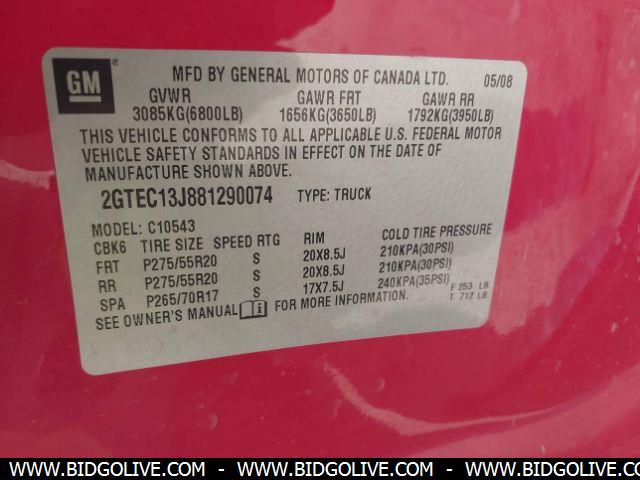 GM ®
MFD BY GENERAL MOTORS OF CANADA LTD. 05/08
GVWR GAWR FRT GAWR RR
3085KG(6800LB) 1656KG(3650LB) 1792KG(3950LB)
THIS VEHICLE CONFORMS TO ALL APPLICABLE U.S. FEDERAL MOTOR
VEHICLE SAFETY STANDARDS IN EFFECT ON THE DATE OF
MANUFACTURE SHOWN ABOVE.
2GTEC13J881290074 TYPE: TRUCK
MODEL: C10543
CBK6 TIRE SIZE SPEED RTG RIM COLD TIRE PRESSURE
FRT P275/55R20 S 20X8.5J 210KPA(30PSI)
RR P275/55R20 S 20X8.5J 210KPA(30PSI)
SPA P265/70R17 S 17X7.5J 240KPA(35PSI)
SEE OWNER'S MANUAL FOR MORE INFORMATION.
F 253 LB
T 712 LB
WWW.BIDGOLIVE.COM - WWW.BIDGOLIVE.COM - WWW.BIDGOLIVE.COM